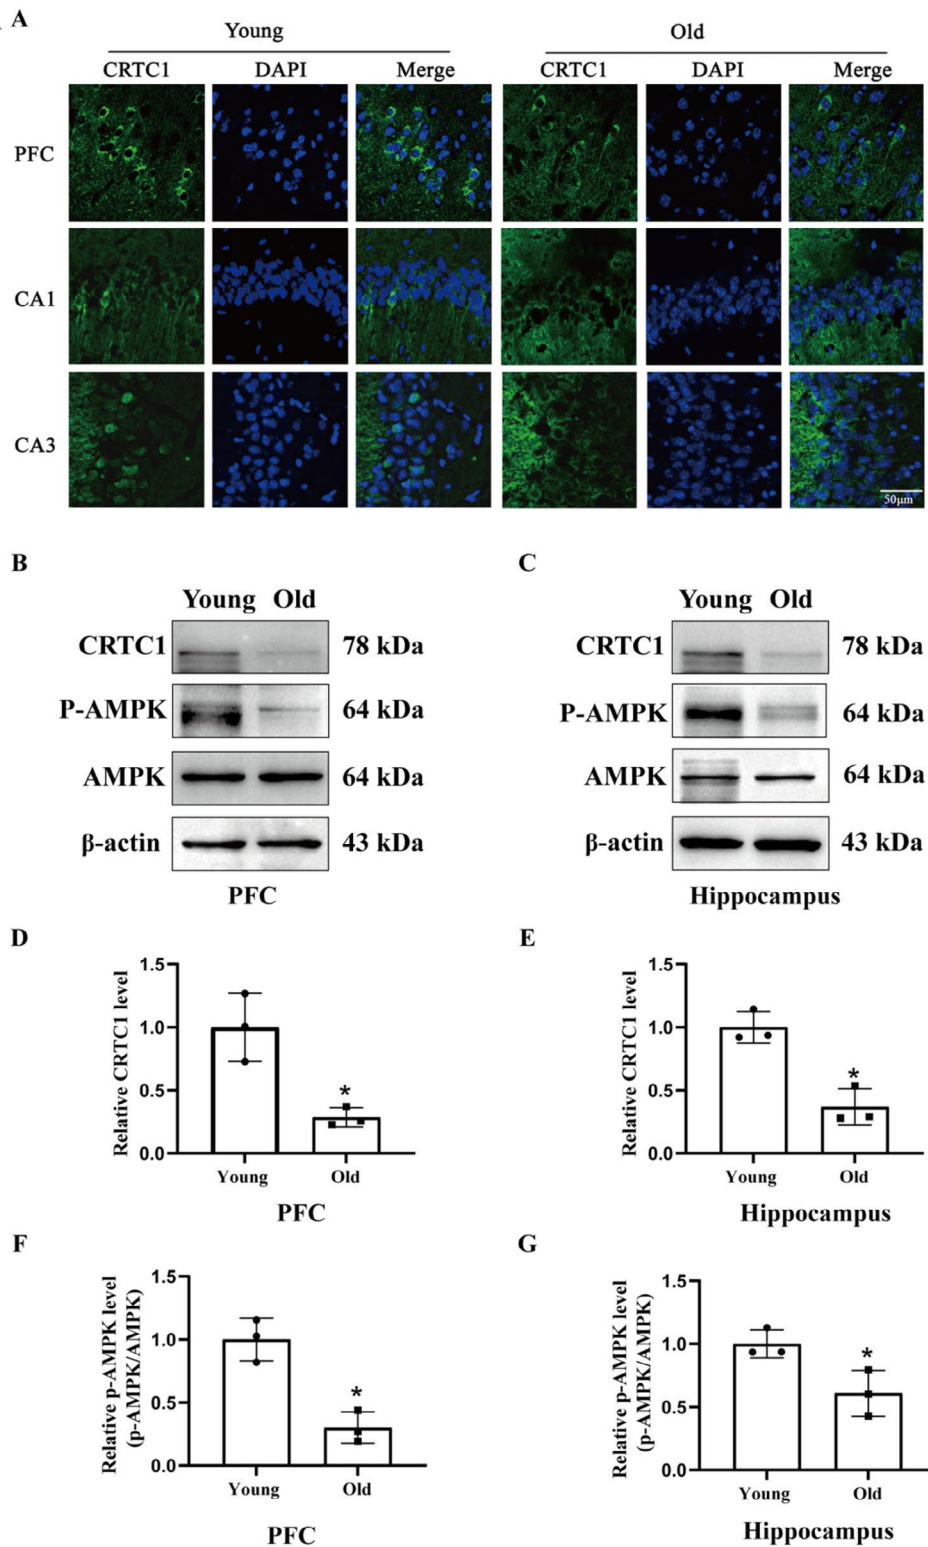 A
Young Old
CRTC1 DAPI Merge CRTC1 DAPI Merge
PFC
CA1
CA3
50μm
B
Young Old
CRTC1 78 kDa
P-AMPK 64 kDa
AMPK 64 kDa
β-actin 43 kDa
PFC
C
Young Old
CRTC1 78 kDa
P-AMPK 64 kDa
AMPK 64 kDa
β-actin 43 kDa
Hippocampus
D
Relative CRTC1 level
1.5
1.0
0.5
0.0
*
Young Old
PFC
E
Relative CRTC1 level
1.5
1.0
0.5
0.0
*
Young Old
Hippocampus
F
Relative p-AMPK level
(p-AMPK/AMPK)
1.5
1.0
0.5
0.0
*
Young Old
PFC
G
Relative p-AMPK level
(p-AMPK/AMPK)
1.5
1.0
0.5
0.0
*
Young Old
Hippocampus